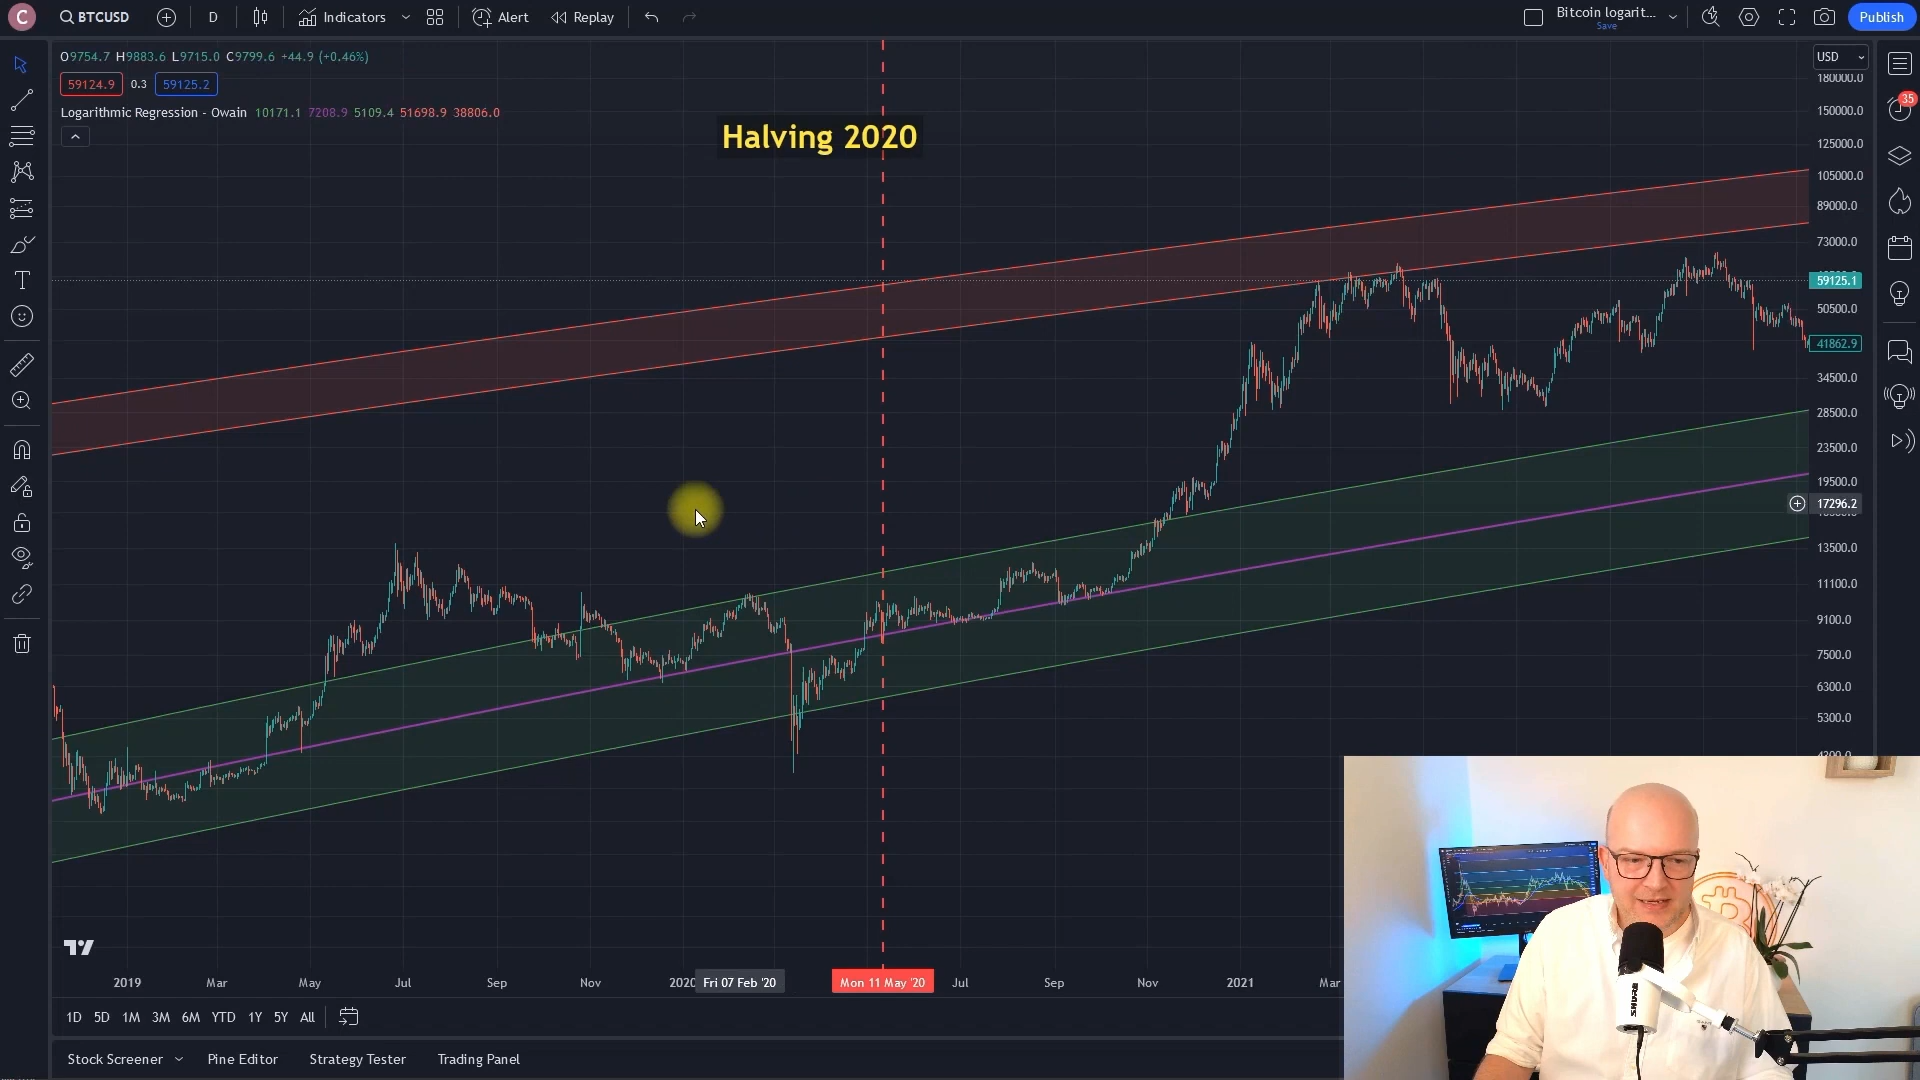 C
BTCUSD
D
Indicators
Alert
Replay
Bitcoin logarit...
Save
Publish
O9754.7 H9883.6 L9715.0 C9799.6 +44.9 (+0.46%)
59124.9 0.3 59125.2
Logarithmic Regression - Owain 10171.1 7208.9 5109.4 51698.9 38806.0
Halving 2020
USD
35
180000.0
150000.0
125000.0
105000.0
89000.0
73000.0
59125.1
50500.0
41862.9
34500.0
28500.0
23500.0
19500.0
17296.2
13500.0
11100.0
9100.0
7500.0
6300.0
5300.0
4200.0
2019 Mar May Jul Sep Nov 2020 Fri 07 Feb '20 Mon 11 May '20 Jul Sep Nov 2021 Mar
1D 5D 1M 3M 6M YTD 1Y 5Y All
Stock Screener Pine Editor Strategy Tester Trading Panel
SHURE